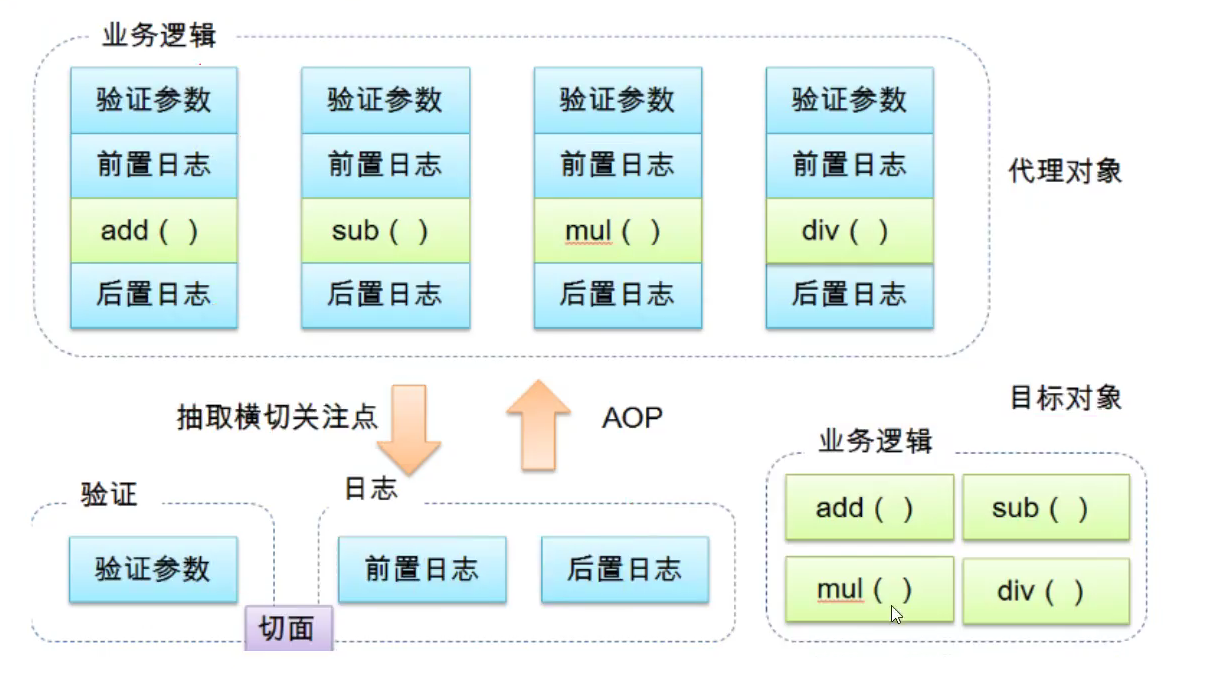 业务逻辑
验证参数 验证参数 验证参数 验证参数
前置日志 前置日志 前置日志 前置日志
代理对象
add ( ) sub ( ) mul ( ) div ( )
后置日志 后置日志 后置日志 后置日志
抽取横切关注点
AOP
目标对象
业务逻辑
验证
日志
add ( ) sub ( )
验证参数
前置日志 后置日志
mul ( ) div ( )
切面